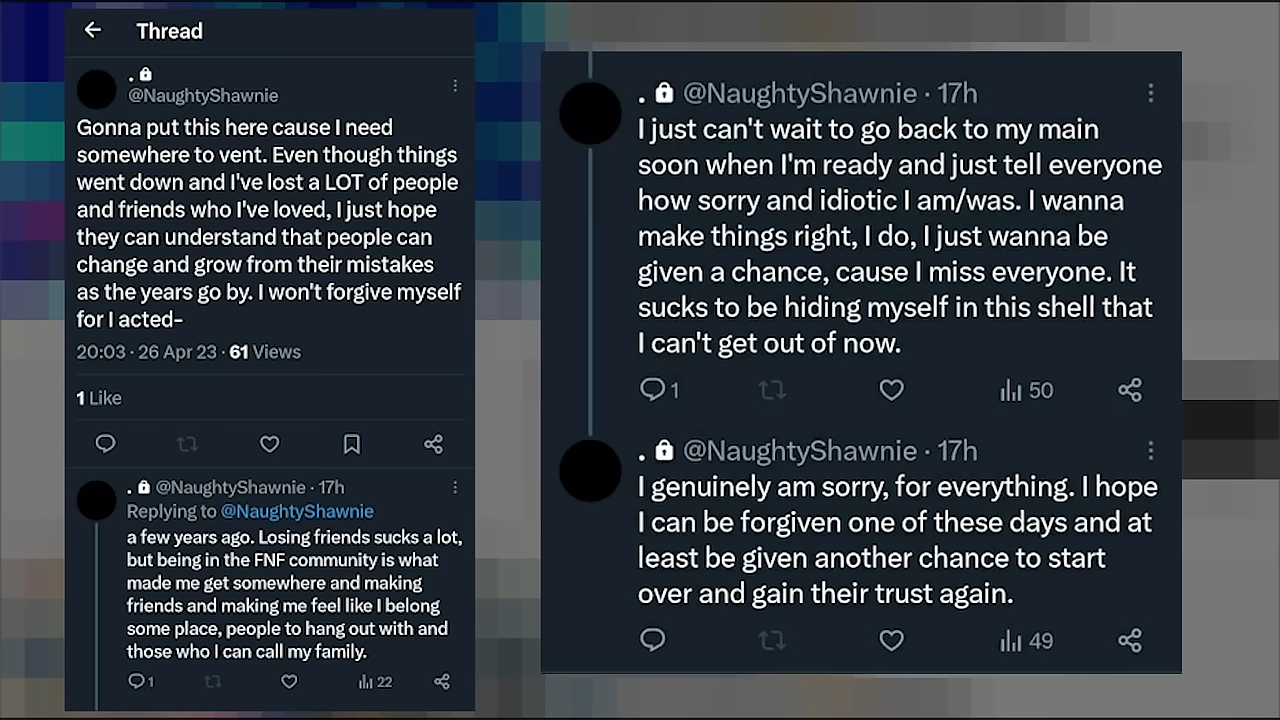 Thread
.
@NaughtyShawnie
Gonna put this here cause I need
somewhere to vent. Even though things
went down and I've lost a LOT of people
and friends who I've loved, I just hope
they can understand that people can
change and grow from their mistakes
as the years go by. I won't forgive myself
for I acted-
20:03 · 26 Apr 23 · 61 Views
1 Like
. @NaughtyShawnie · 17h
Replying to @NaughtyShawnie
a few years ago. Losing friends sucks a lot,
but being in the FNF community is what
made me get somewhere and making
friends and making me feel like I belong
some place, people to hang out with and
those who I can call my family.
1 22
. @NaughtyShawnie · 17h
I just can't wait to go back to my main
soon when I'm ready and just tell everyone
how sorry and idiotic I am/was. I wanna
make things right, I do, I just wanna be
given a chance, cause I miss everyone. It
sucks to be hiding myself in this shell that
I can't get out of now.
1 50
. @NaughtyShawnie · 17h
I genuinely am sorry, for everything. I hope
I can be forgiven one of these days and at
least be given another chance to start
over and gain their trust again.
49